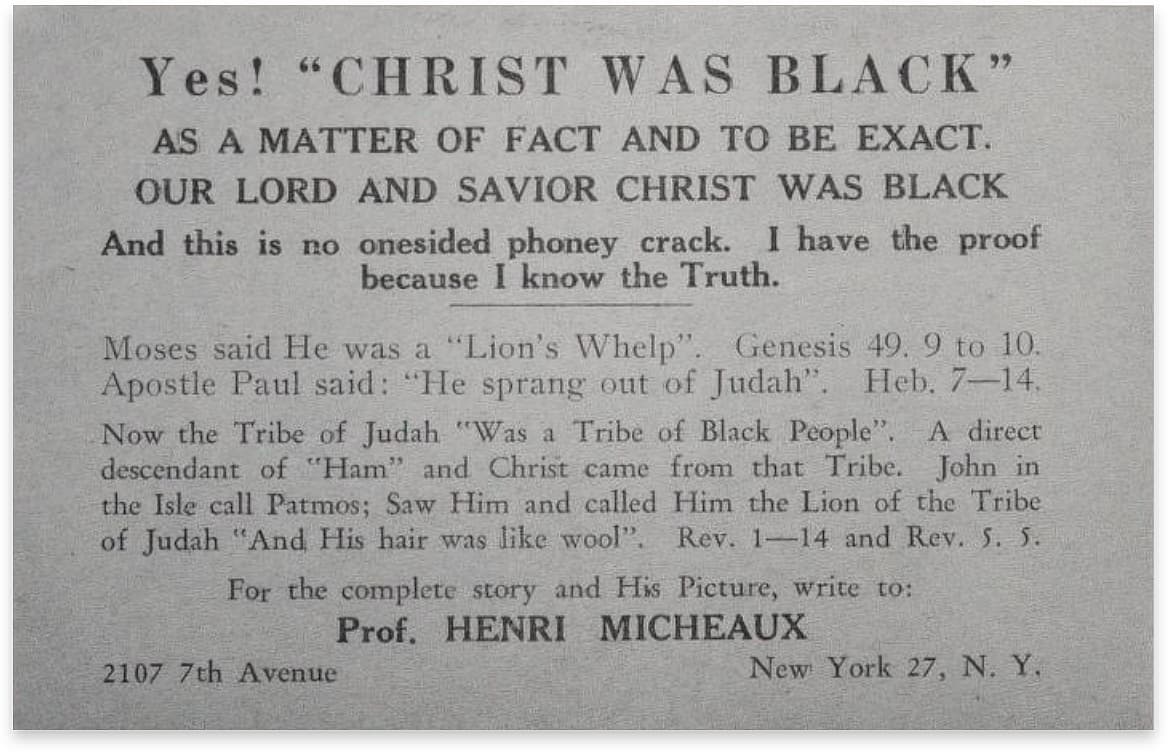 Yes! “CHRIST WAS BLACK”
AS A MATTER OF FACT AND TO BE EXACT.
OUR LORD AND SAVIOR CHRIST WAS BLACK
And this is no onesided phoney crack. I have the proof
because I know the Truth.
Moses said He was a “Lion's Whelp”. Genesis 49. 9 to 10.
Apostle Paul said: “He sprang out of Judah”. Heb. 7—14.
Now the Tribe of Judah “Was a Tribe of Black People”. A direct
descendant of “Ham” and Christ came from that Tribe. John in
the Isle call Patmos; Saw Him and called Him the Lion of the Tribe
of Judah “And His hair was like wool”. Rev. 1—14 and Rev. 5. 5.
For the complete story and His Picture, write to:
Prof. HENRI MICHEAUX
2107 7th Avenue New York 27, N. Y.